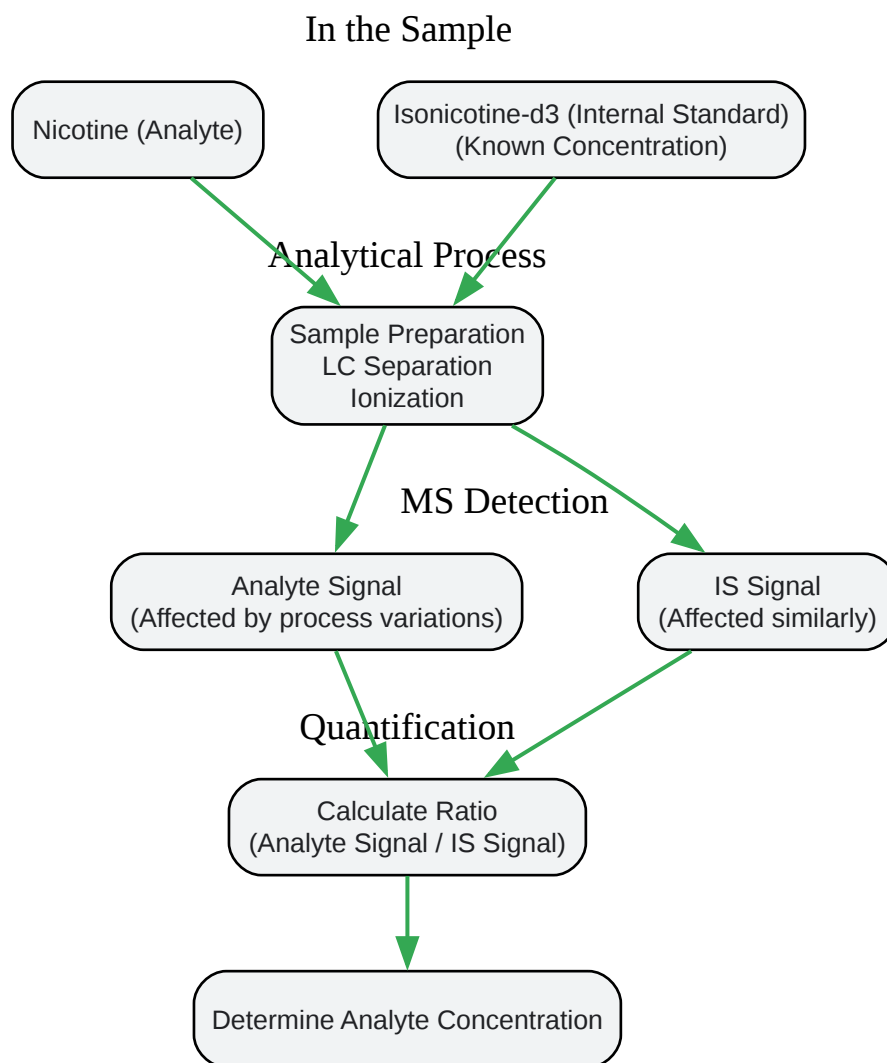 In the Sample
Nicotine (Analyte)
Isonicotine-d3 (Internal Standard)
(Known Concentration)
Analytical Process
Sample Preparation
LC Separation
Ionization
MS Detection
Analyte Signal
(Affected by process variations)
IS Signal
(Affected similarly)
Quantification
Calculate Ratio
(Analyte Signal / IS Signal)
Determine Analyte Concentration